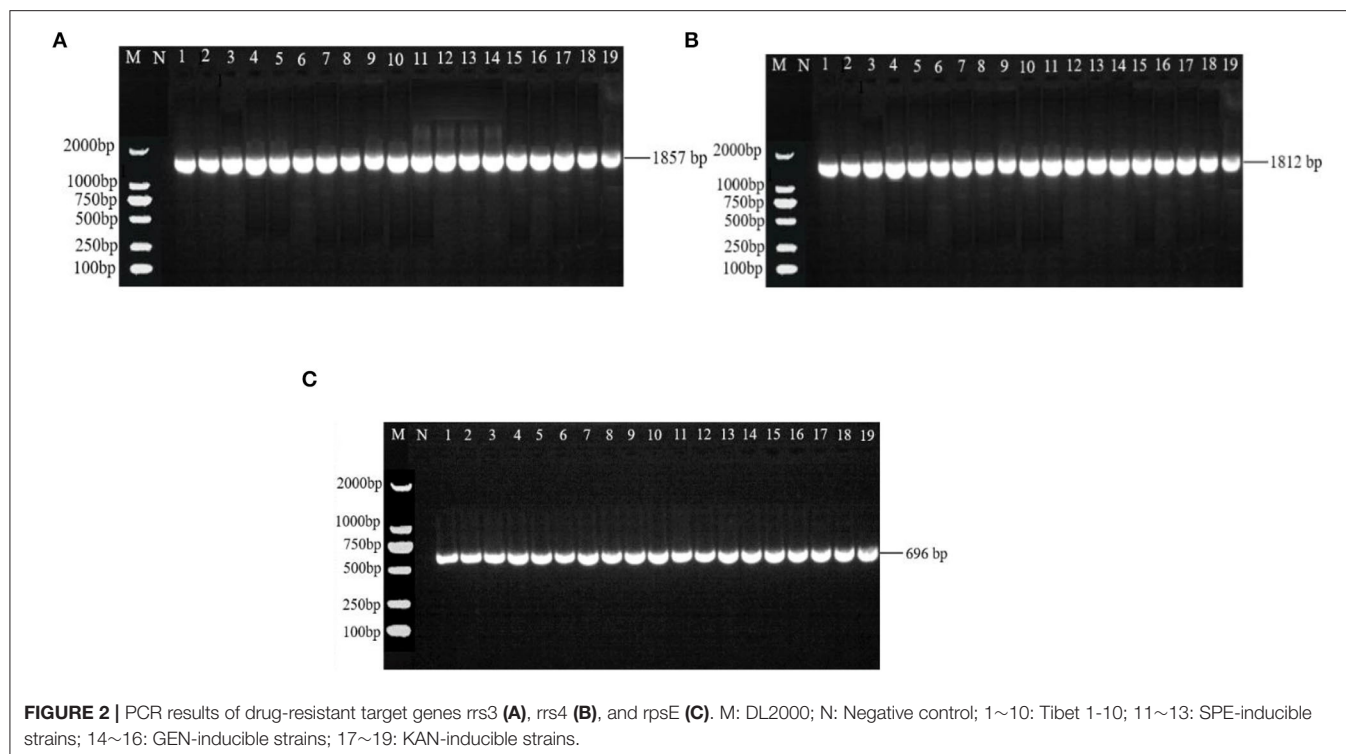 A
M N 1 2 3 4 5 6 7 8 9 10 11 12 13 14 15 16 17 18 19
2000bp
1857 bp
1000bp
750bp
500bp
250bp
100bp
B
M N 1 2 3 4 5 6 7 8 9 10 11 12 13 14 15 16 17 18 19
2000bp
1812 bp
1000bp
750bp
500bp
250bp
100bp
C
M N 1 2 3 4 5 6 7 8 9 10 11 12 13 14 15 16 17 18 19
2000bp
1000bp
750bp
696 bp
500bp
250bp
100bp
FIGURE 2 | PCR results of drug-resistant target genes rrs3 (A), rrs4 (B), and rpsE (C). M: DL2000; N: Negative control; 1~10: Tibet 1-10; 11~13: SPE-inducible
strains; 14~16: GEN-inducible strains; 17~19: KAN-inducible strains.